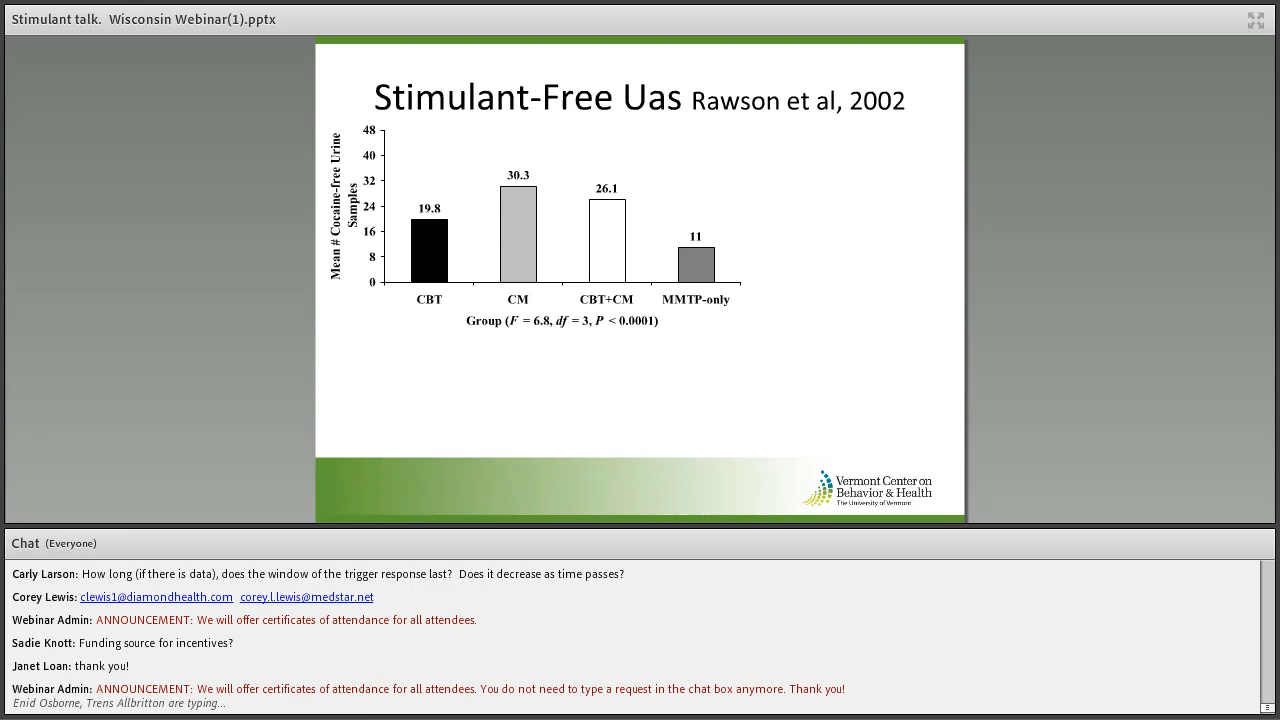 Stimulant talk.  Wisconsin Webinar(1).pptx
Stimulant-Free Uas Rawson et al, 2002
Mean # Cocaine-free Urine
Samples
48
40
32
24
16
8
0
19.8
30.3
26.1
11
CBT
CM
CBT+CM
MMTP-only
Group (F = 6.8, df = 3, P < 0.0001)
Vermont Center on
Behavior & Health
The University of Vermont
Chat (Everyone)
Carly Larson: How long (if there is data), does the window of the trigger response last?  Does it decrease as time passes?
Corey Lewis: clewis1@diamondhealth.com  corey.l.lewis@medstar.net
Webinar Admin: ANNOUNCEMENT: We will offer certificates of attendance for all attendees.
Sadie Knott: Funding source for incentives?
Janet Loan: thank you!
Webinar Admin: ANNOUNCEMENT: We will offer certificates of attendance for all attendees. You do not need to type a request in the chat box anymore. Thank you!
Enid Osborne, Trens Allbritton are typing...